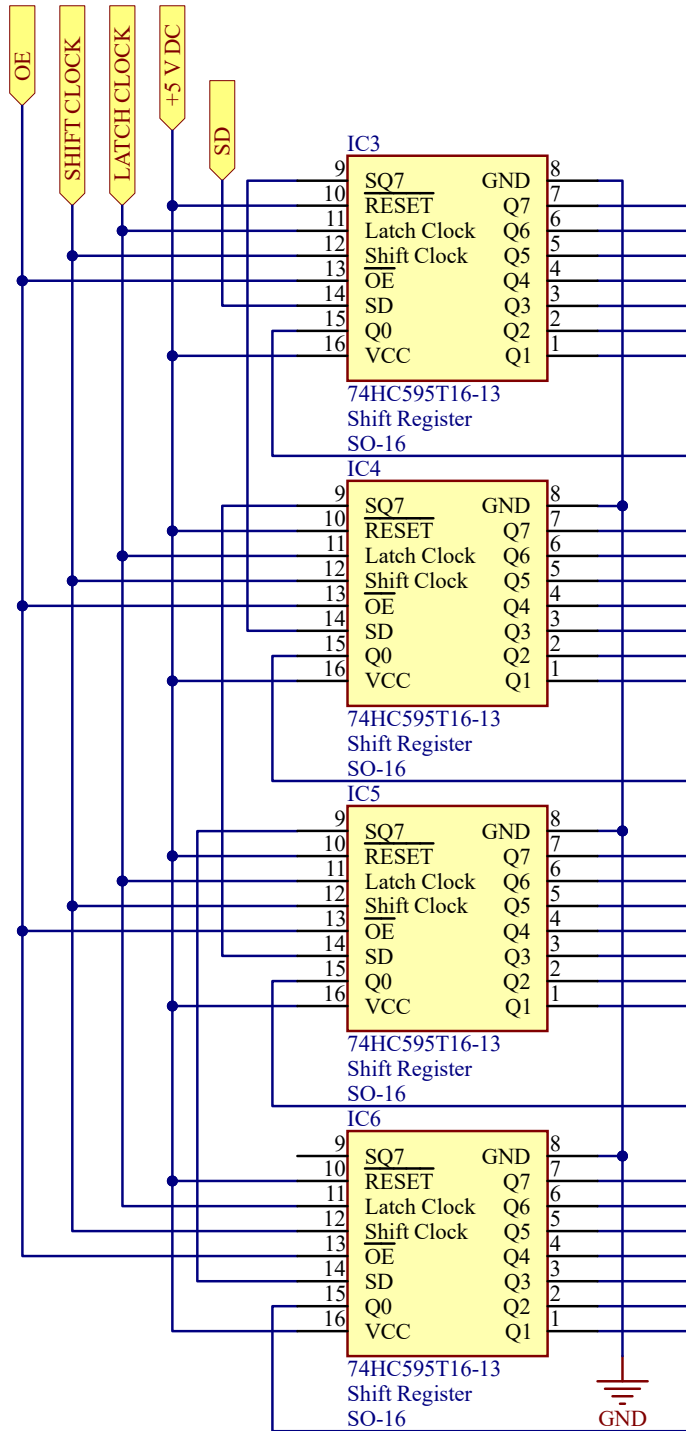 OE
SHIFT CLOCK
LATCH CLOCK
+5 V DC
SD
IC3
9 SQ7 GND 8
10 RESET Q7 7
11 Latch Clock Q6 6
12 Shift Clock Q5 5
13 OE Q4 4
14 SD Q3 3
15 Q0 Q2 2
16 VCC Q1 1
74HC595T16-13
Shift Register
SO-16
IC4
9 SQ7 GND 8
10 RESET Q7 7
11 Latch Clock Q6 6
12 Shift Clock Q5 5
13 OE Q4 4
14 SD Q3 3
15 Q0 Q2 2
16 VCC Q1 1
74HC595T16-13
Shift Register
SO-16
IC5
9 SQ7 GND 8
10 RESET Q7 7
11 Latch Clock Q6 6
12 Shift Clock Q5 5
13 OE Q4 4
14 SD Q3 3
15 Q0 Q2 2
16 VCC Q1 1
74HC595T16-13
Shift Register
SO-16
IC6
9 SQ7 GND 8
10 RESET Q7 7
11 Latch Clock Q6 6
12 Shift Clock Q5 5
13 OE Q4 4
14 SD Q3 3
15 Q0 Q2 2
16 VCC Q1 1
74HC595T16-13
Shift Register
SO-16
GND